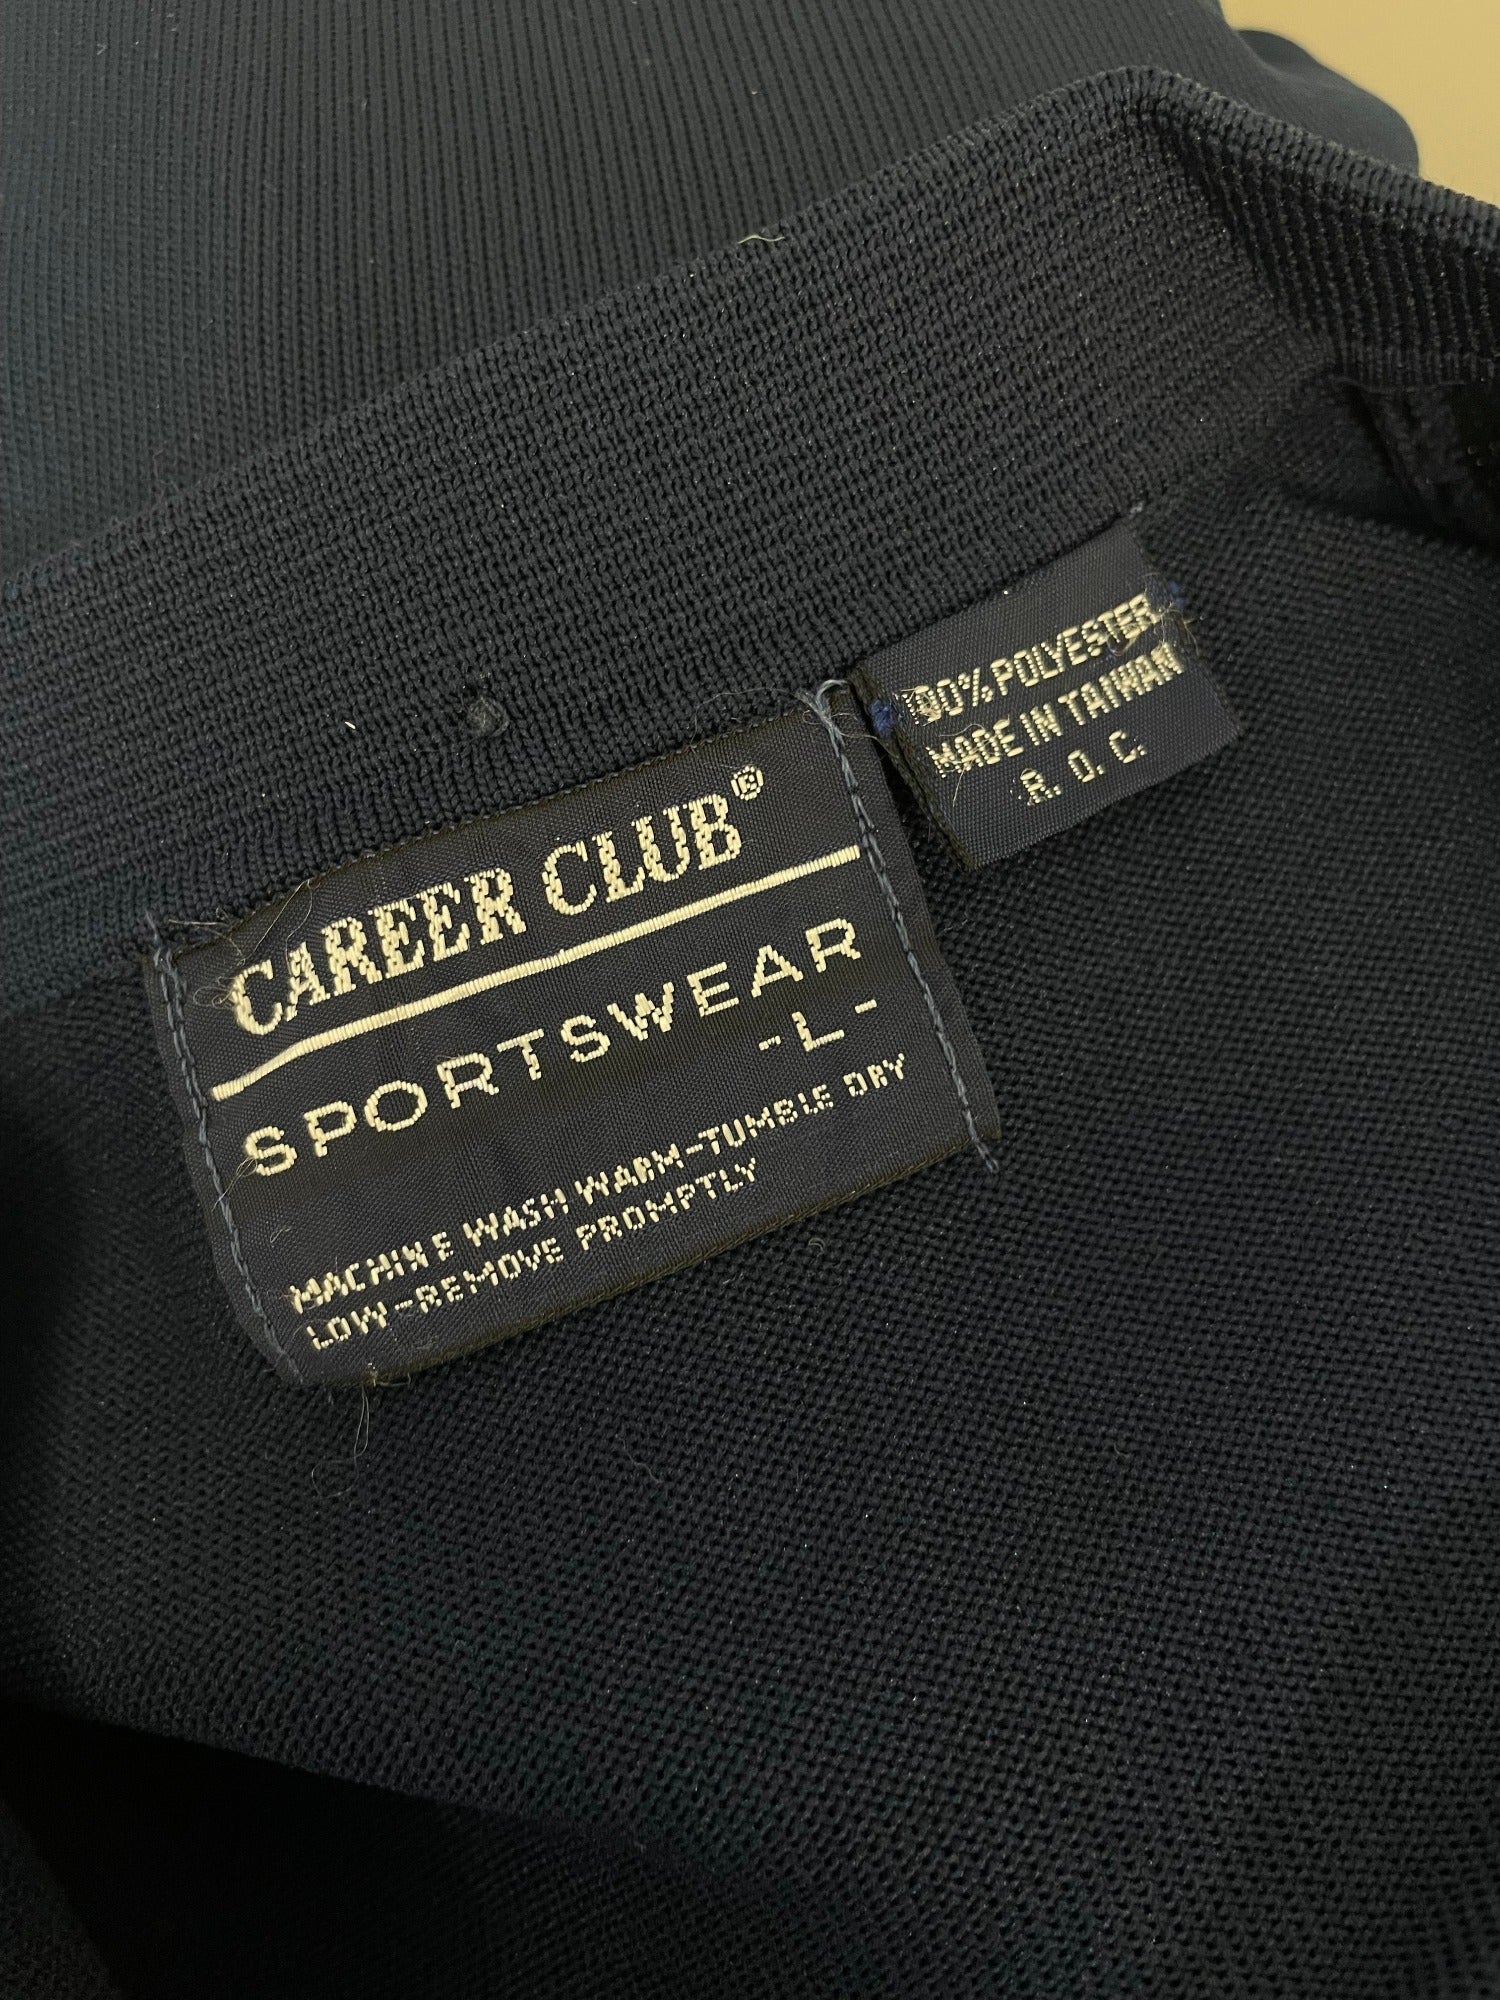 CAREER CLUB®
SPORTSWEAR
-L-
MACHINE WASH WARM-TUMBLE DRY
LOW-REMOVE PROMPTLY
100% POLYESTER
MADE IN TAIWAN
R. O. C.